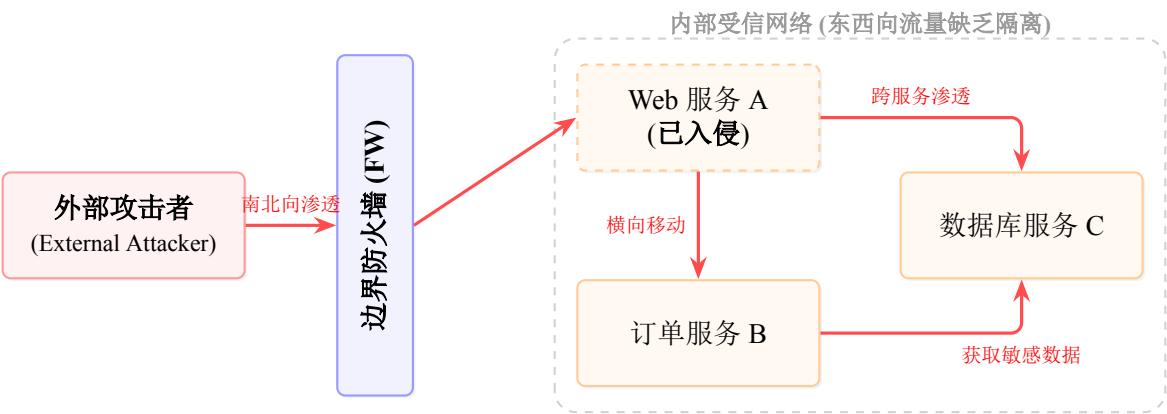 内部受信网络 (东西向流量缺乏隔离)
外部攻击者
(External Attacker)
南北向渗透
边界防火墙 (FW)
Web 服务 A
(已入侵)
跨服务渗透
横向移动
数据库服务 C
订单服务 B
获取敏感数据